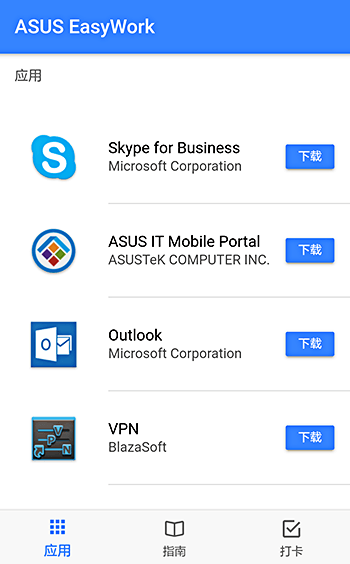 ASUS EasyWork
应用
Skype for Business
Microsoft Corporation
下载
ASUS IT Mobile Portal
ASUSTeK COMPUTER INC.
下载
Outlook
Microsoft Corporation
下载
VPN
BlazaSoft
下载
应用
指南
打卡